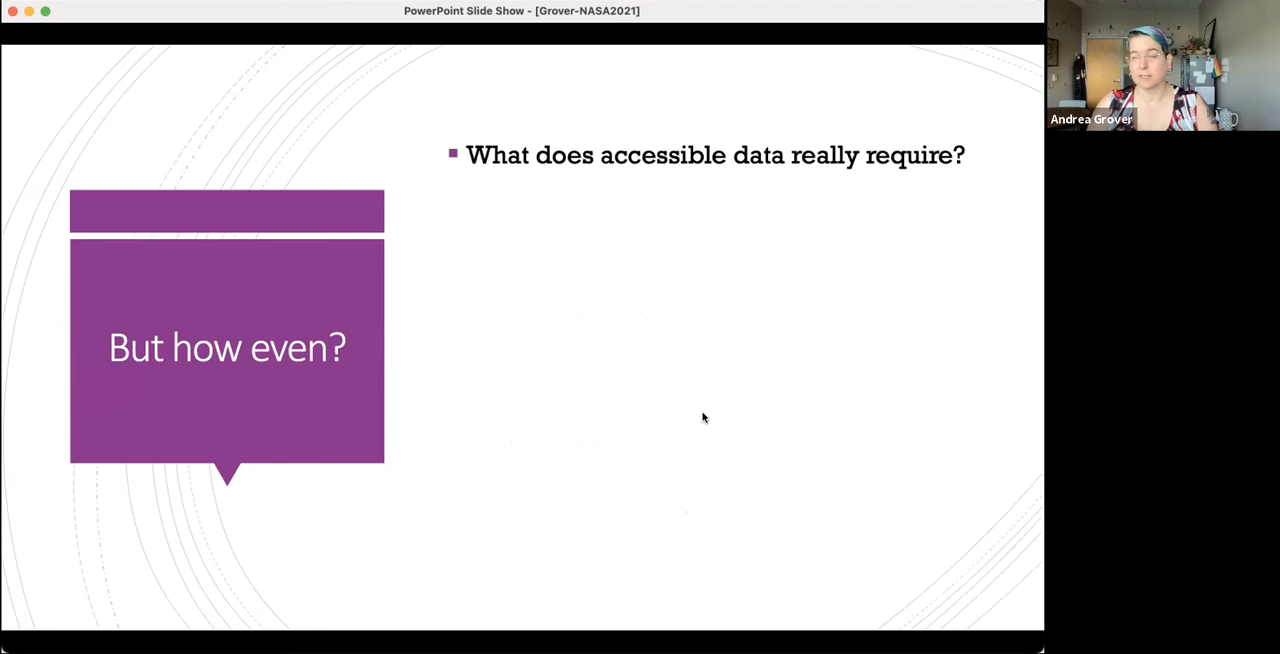 PowerPoint Slide Show - [Grover-NASA2021]
What does accessible data really require?
But how even?
Andrea Grover